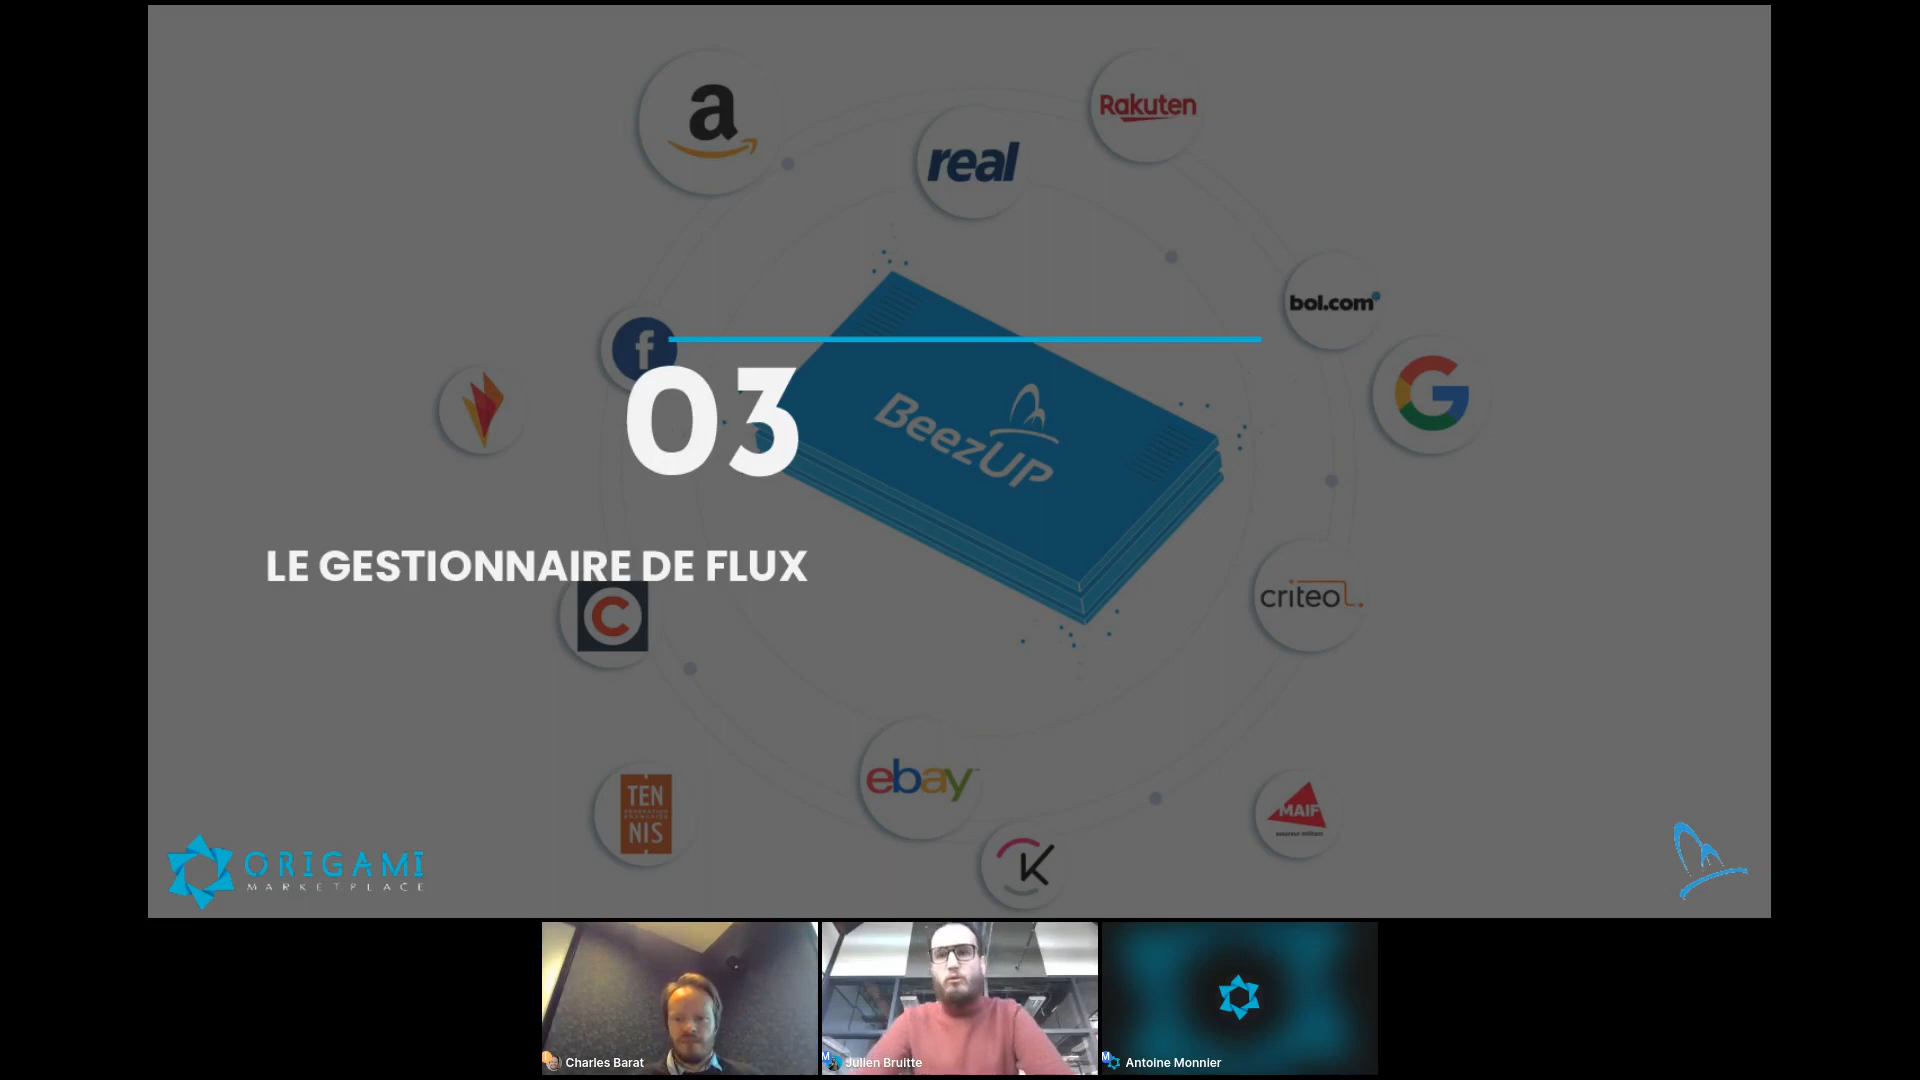 a
Rakuten
real
bol.com
f
G
03
BeezUP
LE GESTIONNAIRE DE FLUX
C
criteo
ebay
TEN
NIS
MAIF
K
ORIGAMI
MARKETPLACE
Charles Barat
Julien Bruitte
Antoine Monnier